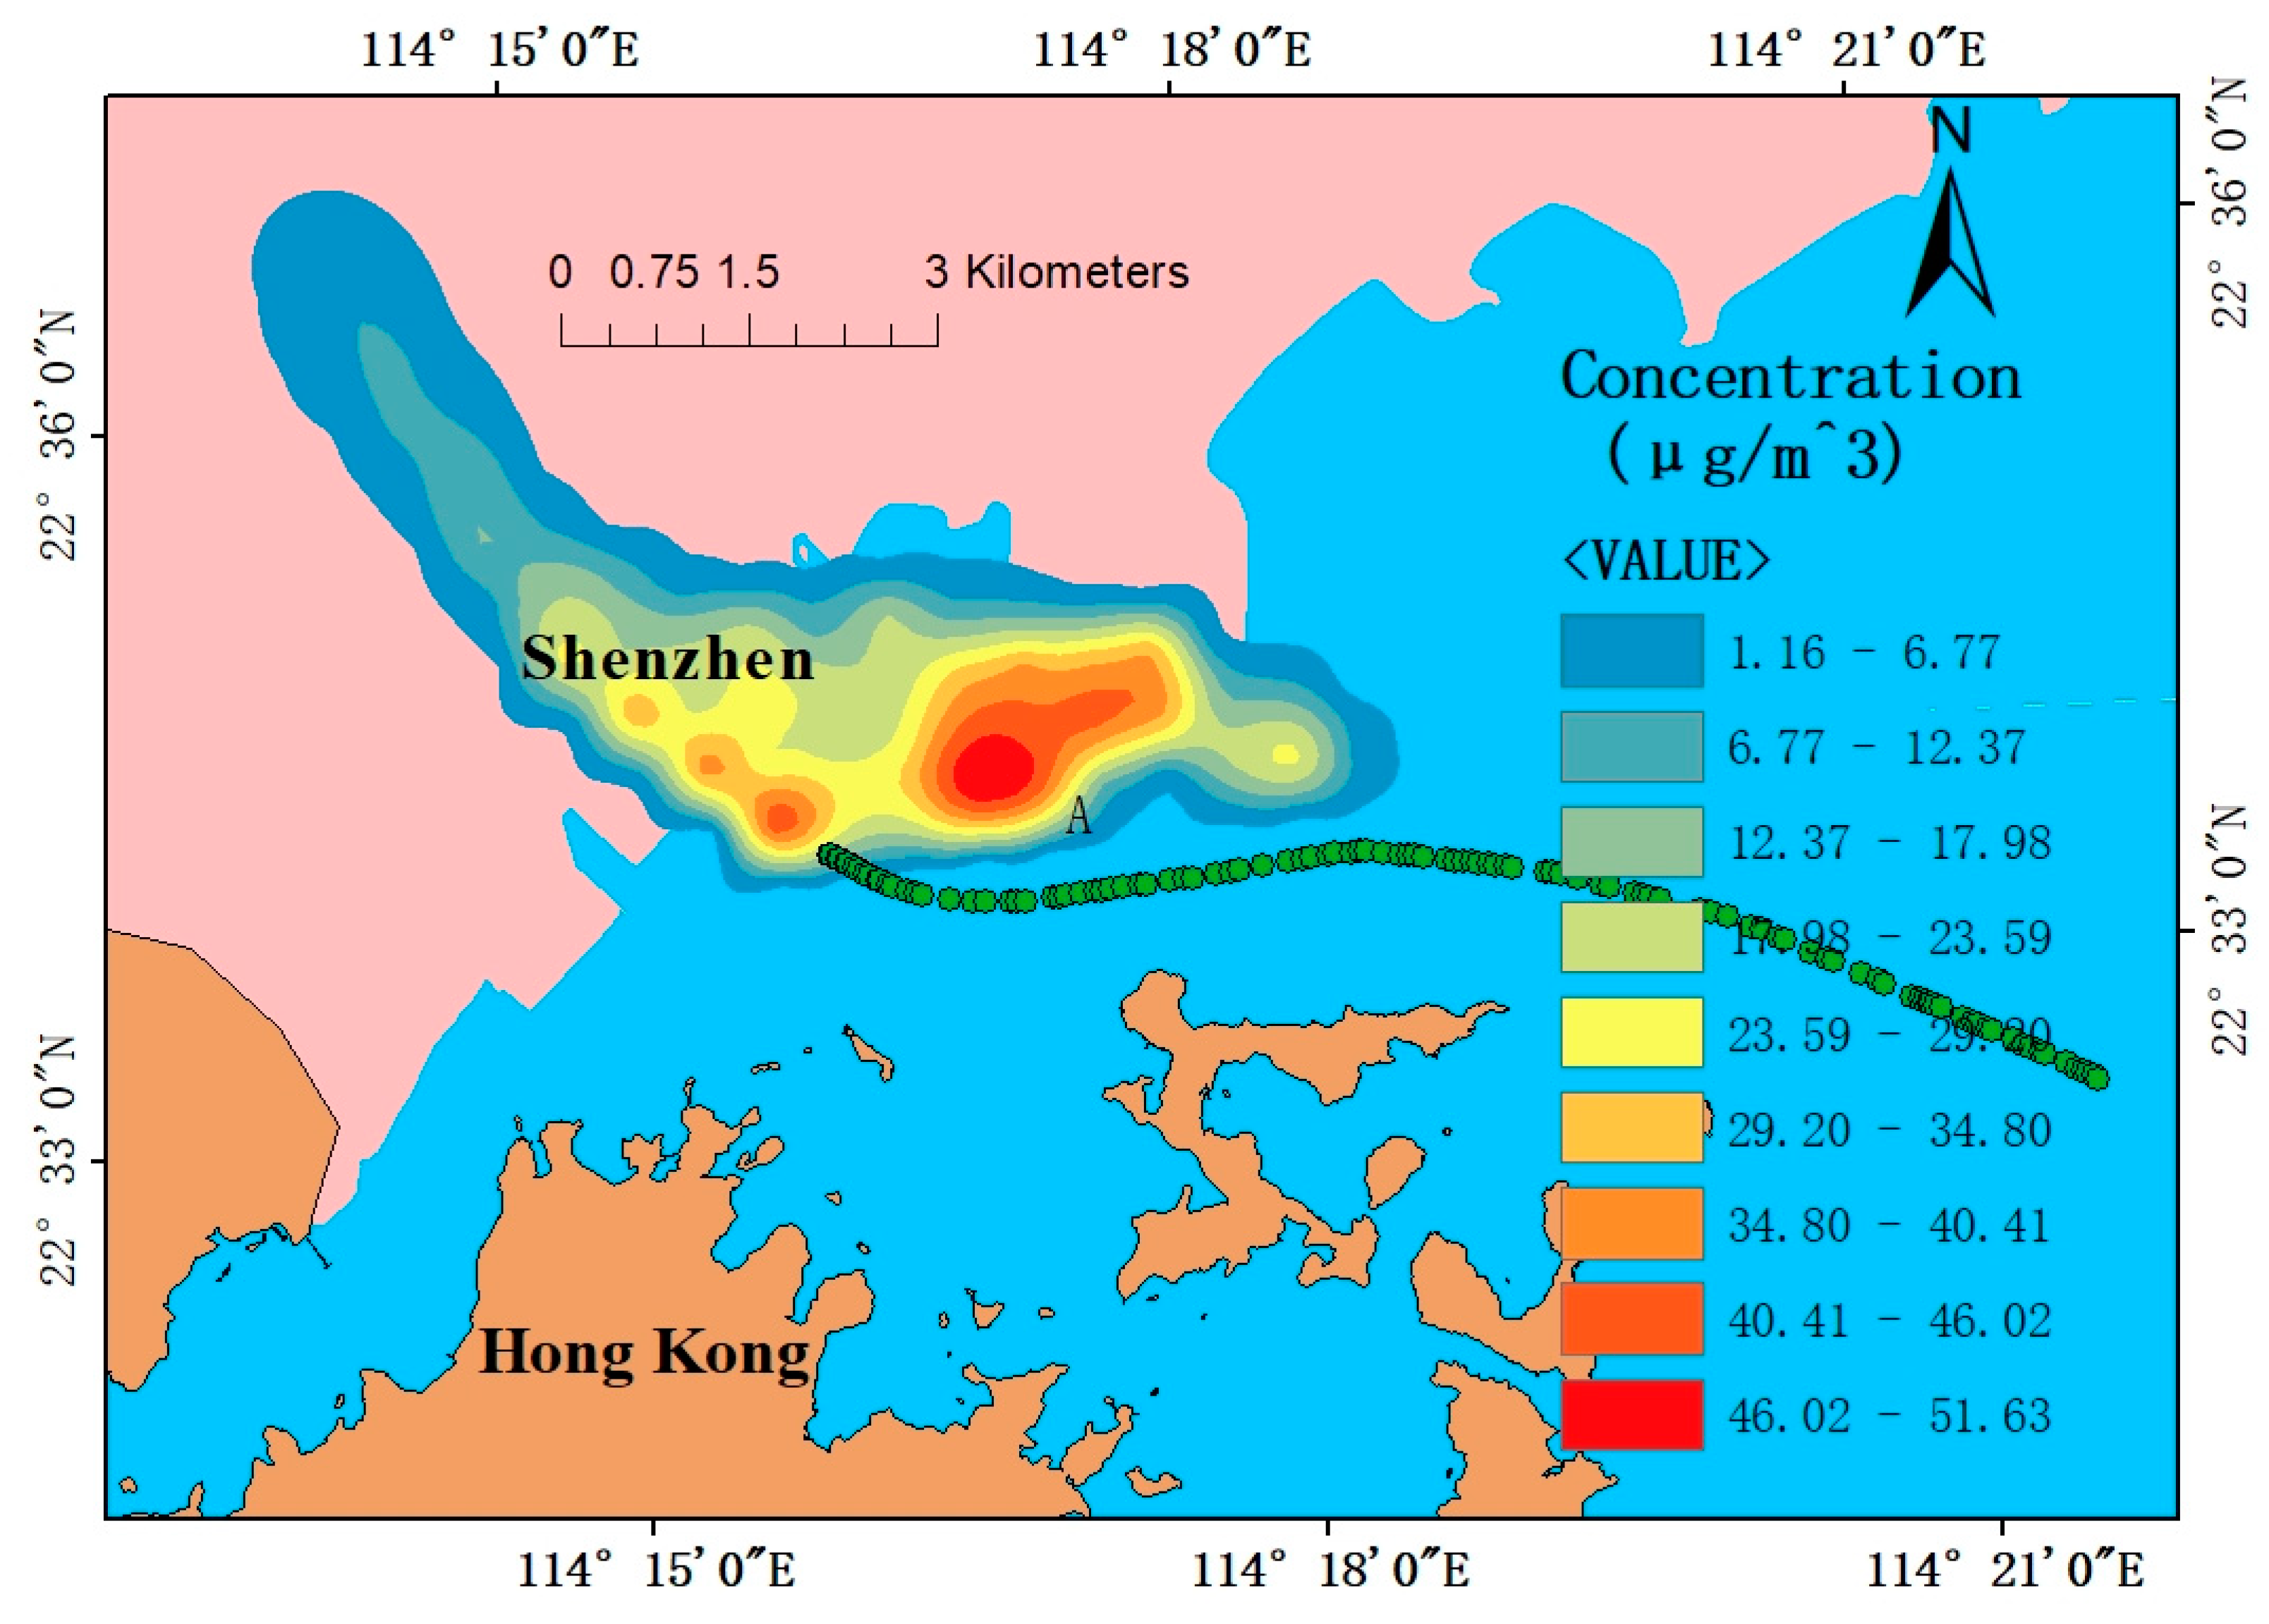 114° 15′0″E
114° 18′0″E
114° 21′0″E
N
22° 36′0″N
22° 36′0″N
0 0.75 1.5 3 Kilometers
Concentration
(μg/m^3)
<VALUE>
1.16 - 6.77
6.77 - 12.37
12.37 - 17.98
17.98 - 23.59
23.59 - 29.20
29.20 - 34.80
34.80 - 40.41
40.41 - 46.02
46.02 - 51.63
Shenzhen
A
22° 33′0″N
22° 33′0″N
Hong Kong
114° 15′0″E
114° 18′0″E
114° 21′0″E